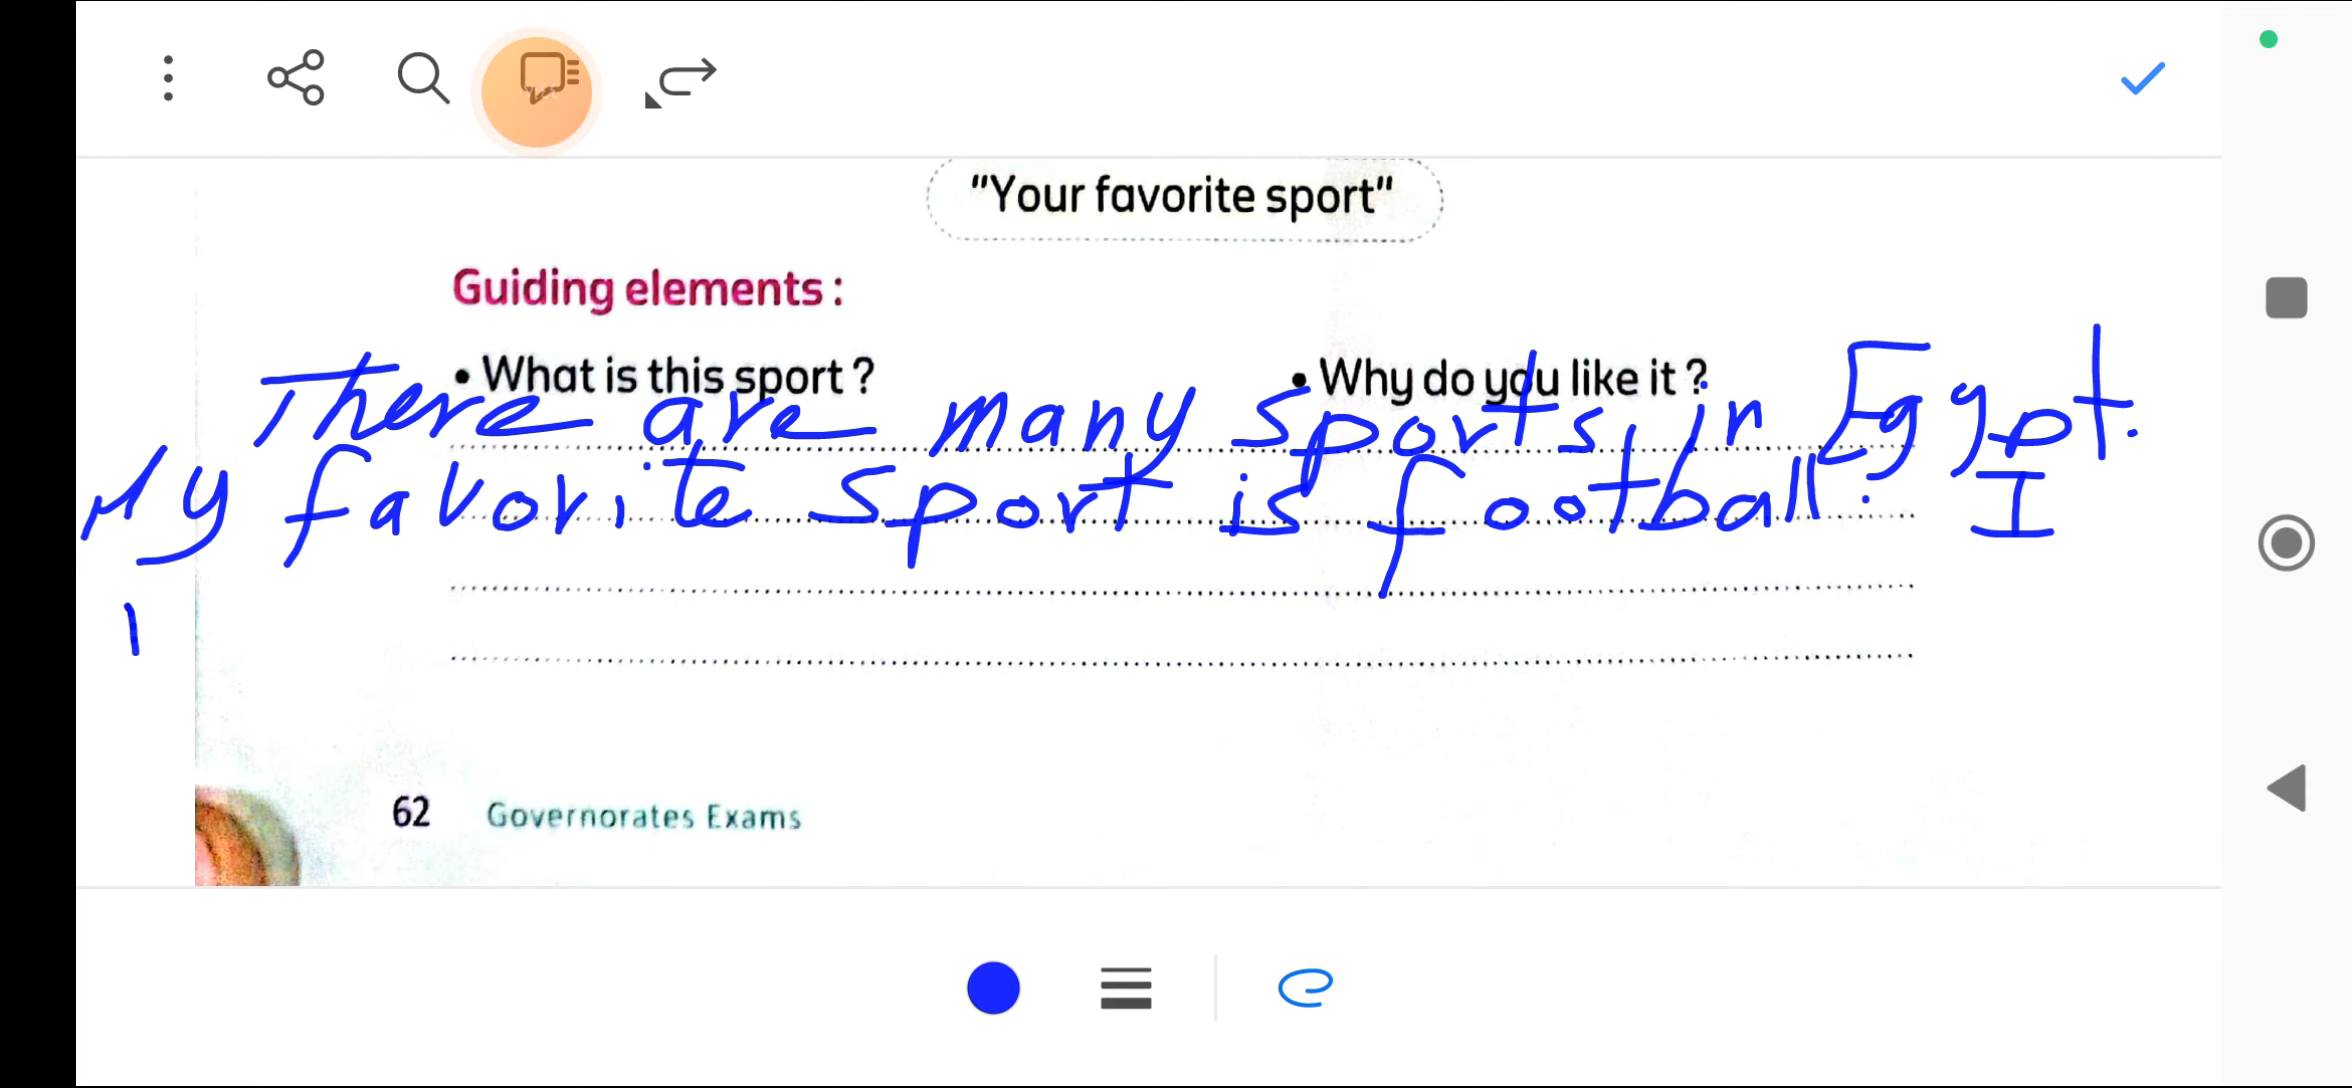 "Your favorite sport"
Guiding elements :
• What is this sport ? • Why do you like it ?
There are many sports in Egypt.
My favorite sport is football. I
62 Governorates Exams